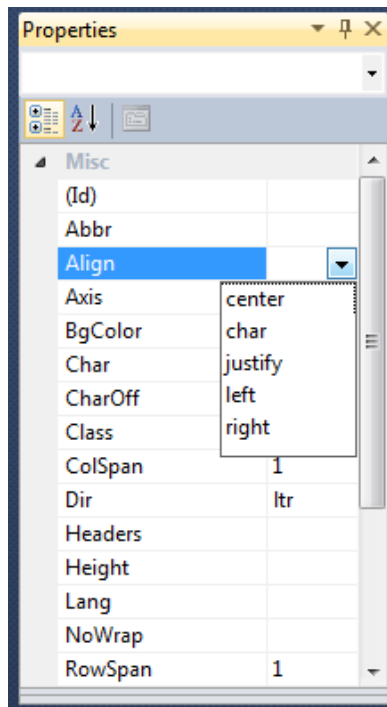 Properties
A
Z
Misc
(Id)
Abbr
Align
Axis
center
BgColor
char
Char
justify
CharOff
left
Class
right
ColSpan 1
Dir ltr
Headers
Height
Lang
NoWrap
RowSpan 1